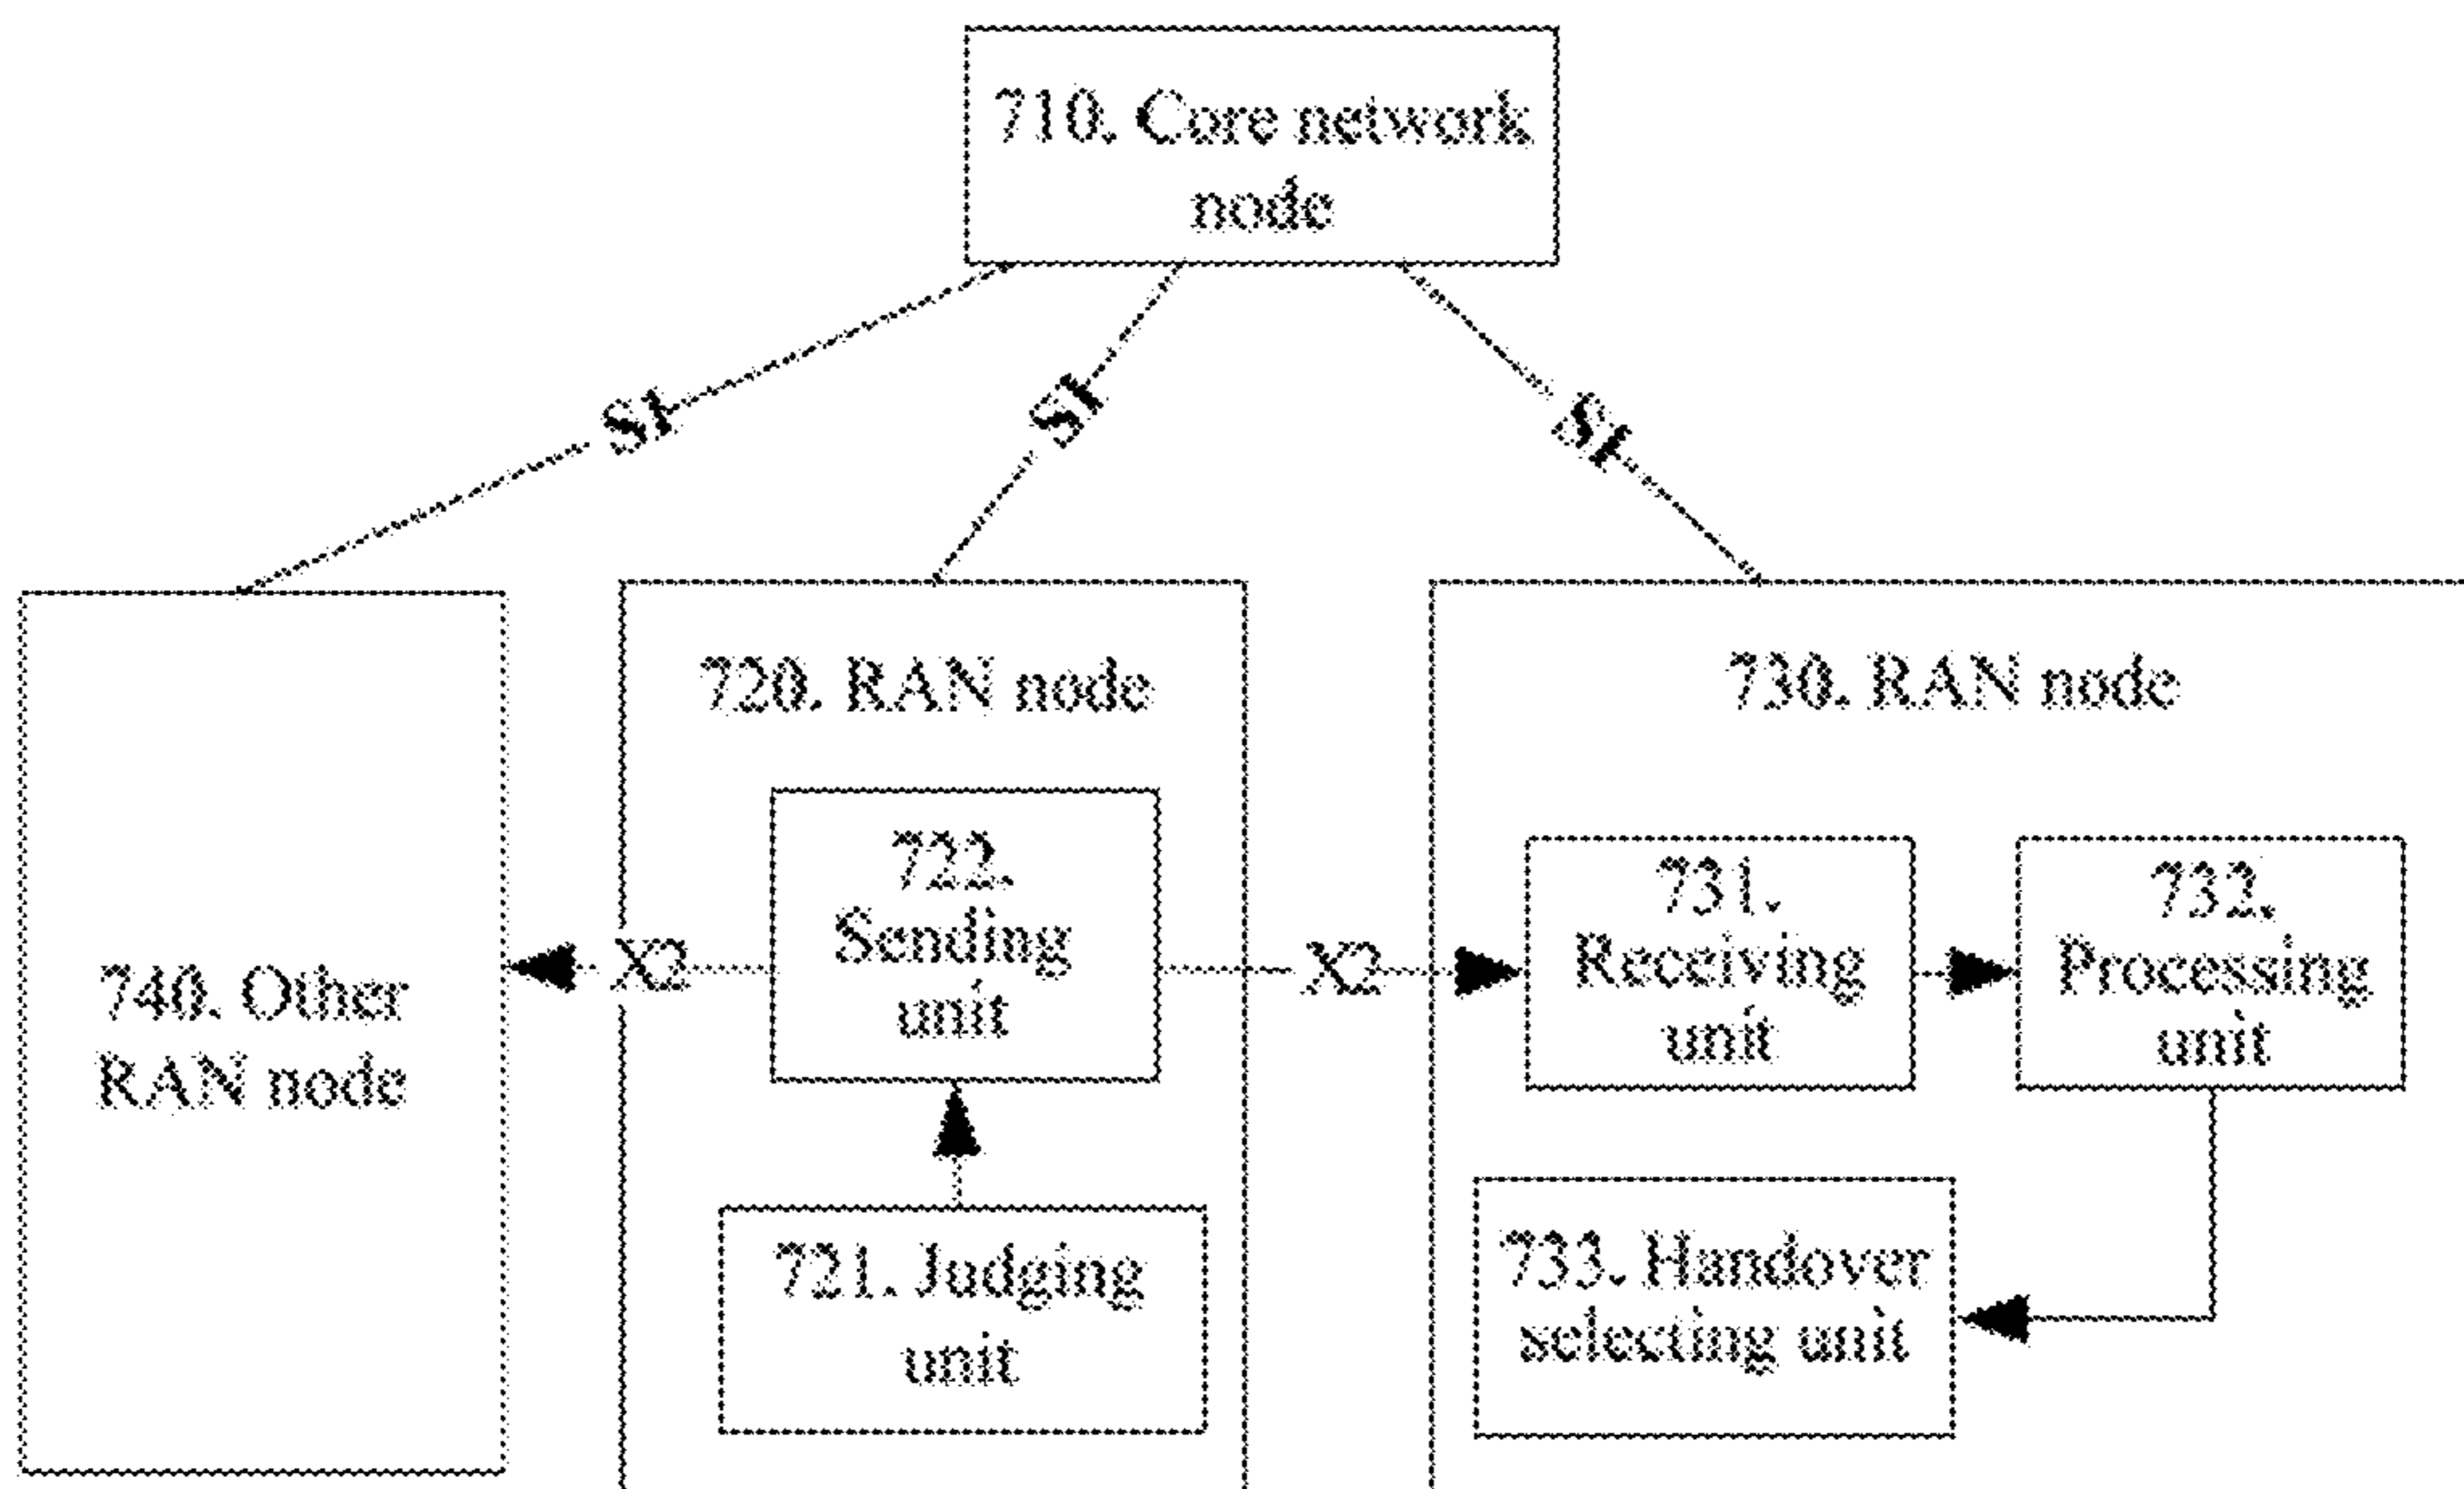 710. Core network
node
S1
S1
S1
720. RAN node
730. RAN node
722.
Sending
unit
731.
Receiving
unit
732.
Processing
unit
X2
X2
740. Other
RAN node
721. Judging
unit
733. Handover
selecting unit